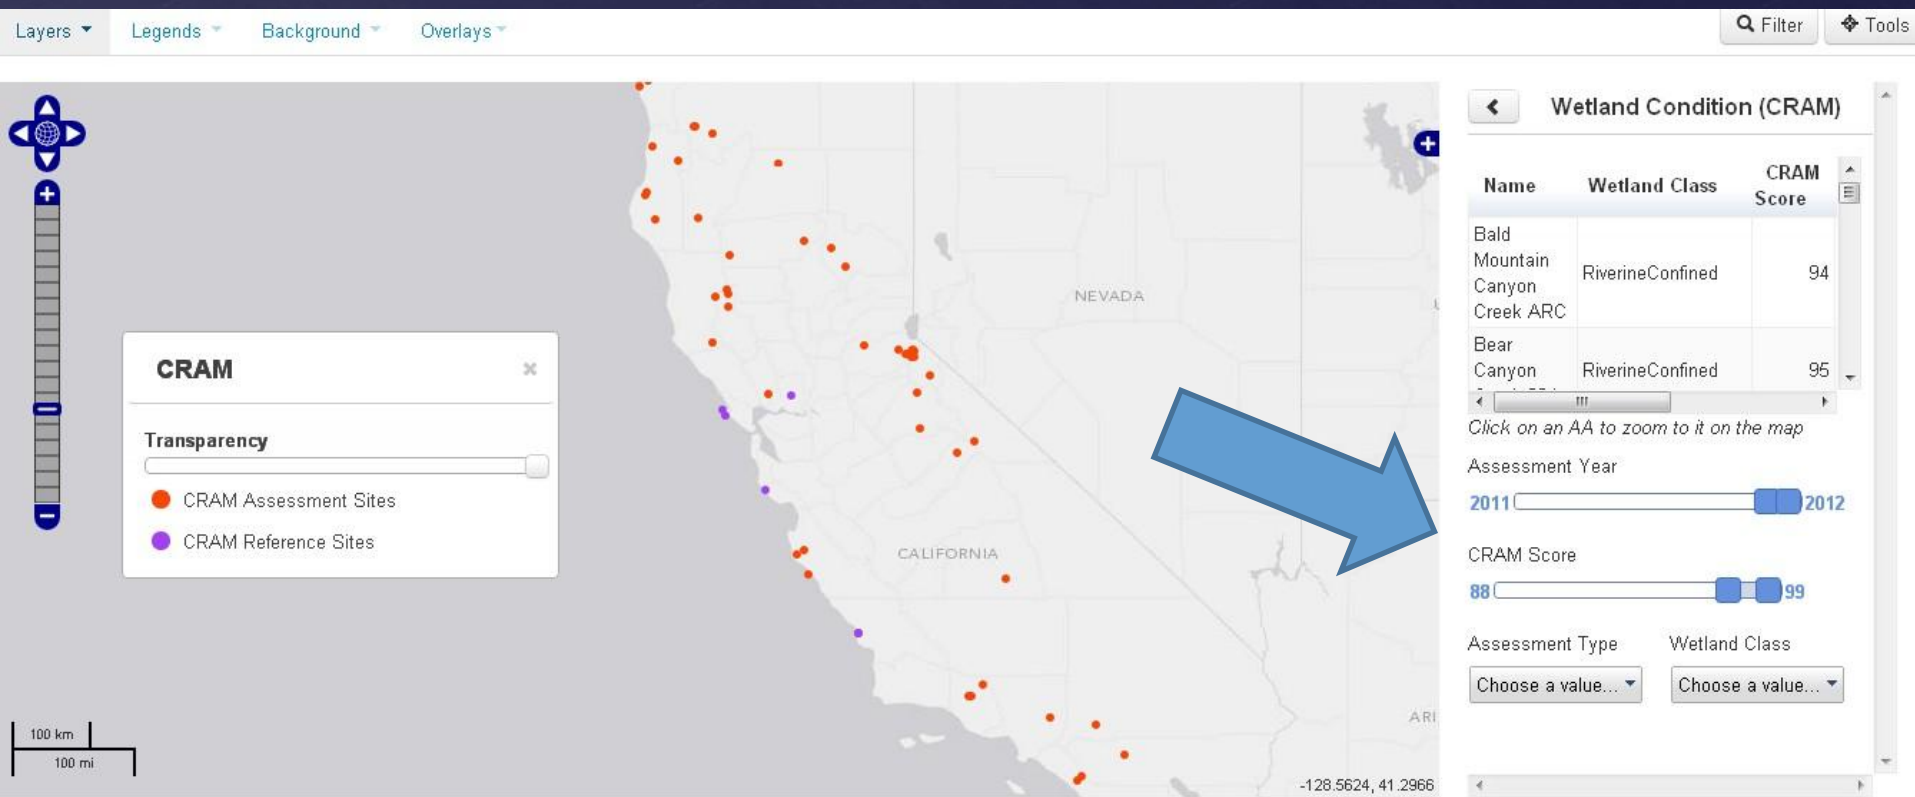 Layers Legends Background Overlays Filter Tools
NEVADA
CALIFORNIA
ARI
CRAM
Transparency
CRAM Assessment Sites
CRAM Reference Sites
100 km
100 mi
-128.5624, 41.2966
Wetland Condition (CRAM)
Name Wetland Class CRAM Score
Bald
Mountain
Canyon
Creek ARC
RiverineConfined 94
Bear
Canyon
RiverineConfined 95
Click on an AA to zoom to it on the map
Assessment Year
2011 2012
CRAM Score
88 99
Assessment Type Wetland Class
Choose a value... Choose a value...